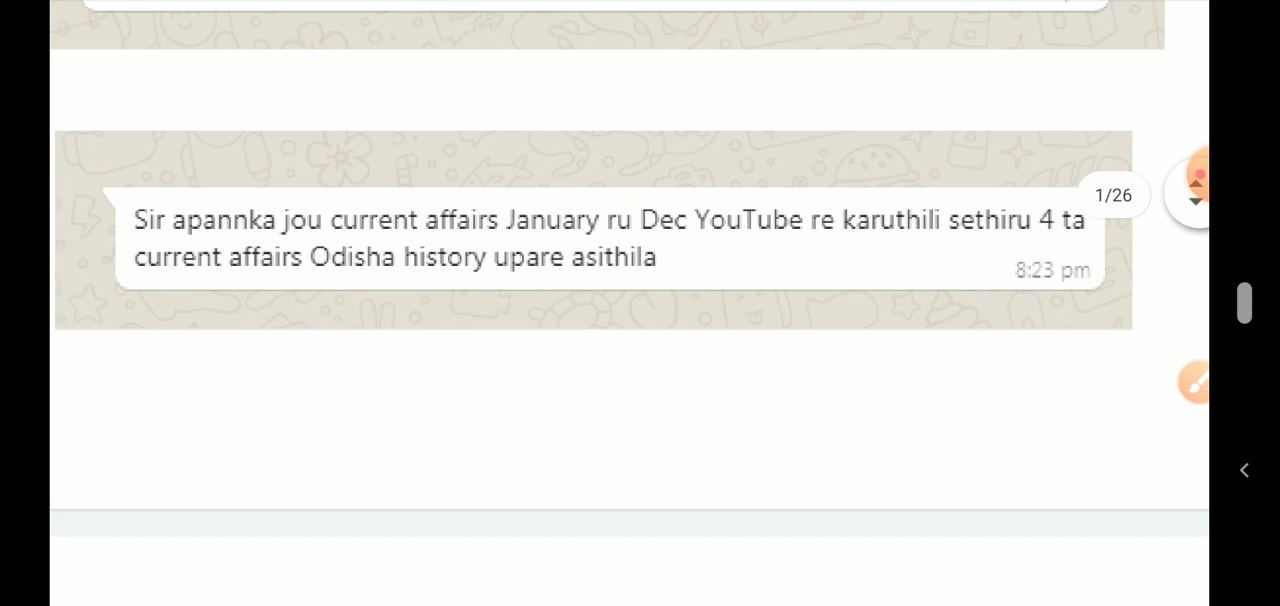 1/26
Sir apannka jou current affairs January ru Dec YouTube re karuthili sethiru 4 ta
current affairs Odisha history upare asithila
8:23 pm